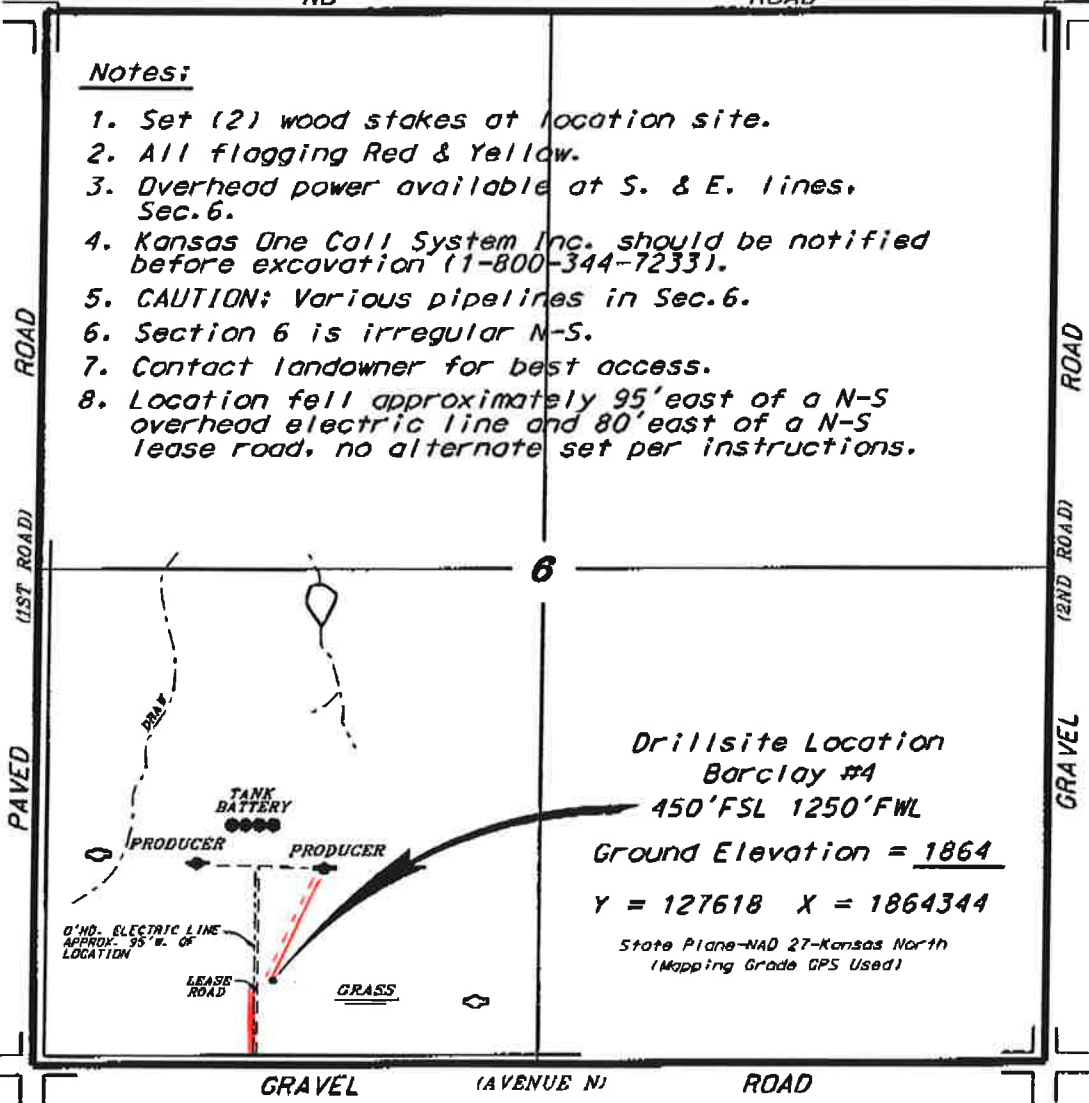 Notes:
1. Set (2) wood stakes at location site.
2. All flagging Red & Yellow.
3. Overhead power available at S. & E. lines,
Sec.6.
4. Kansas One Call System Inc. should be notified
before excavation (1-800-344-7233).
5. CAUTION: Various pipelines in Sec.6.
6. Section 6 is irregular N-S.
7. Contact landowner for best access.
8. Location fell approximately 95'east of a N-S
overhead electric line and 80'east of a N-S
lease road, no alternate set per instructions.
PAVED (1ST ROAD) ROAD
GRAVEL (2ND ROAD) ROAD
6
DRAW
TANK
BATTERY
PRODUCER
PRODUCER
O'HD. ELECTRIC LINE
APPROX. 95'W. OF
LOCATION
LEASE
ROAD
GRASS
Drillsite Location
Barclay #4
450'FSL 1250'FWL
Ground Elevation = 1864
Y = 127618 X = 1864344
State Plane-NAD 27-Kansas North
(Mapping Grade GPS Used)
GRAVEL (AVENUE N) ROAD